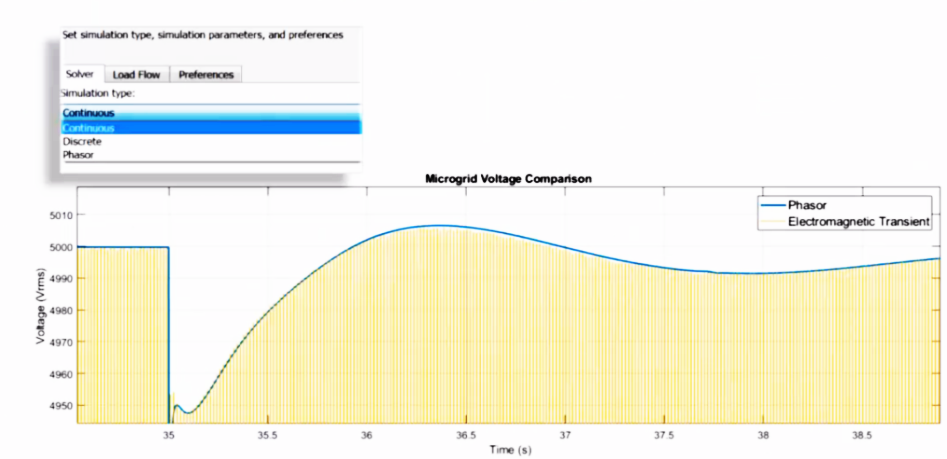 Set simulation type, simulation parameters, and preferences
Solver Load Flow Preferences
Simulation type:
Continuous
Continuous
Discrete
Phasor
Microgrid Voltage Comparison
Phasor
Electromagnetic Transient
Voltage (Vrms)
5010
5000
4990
4980
4970
4960
4950
35 35.5 36 36.5 37 37.5 38 38.5
Time (s)